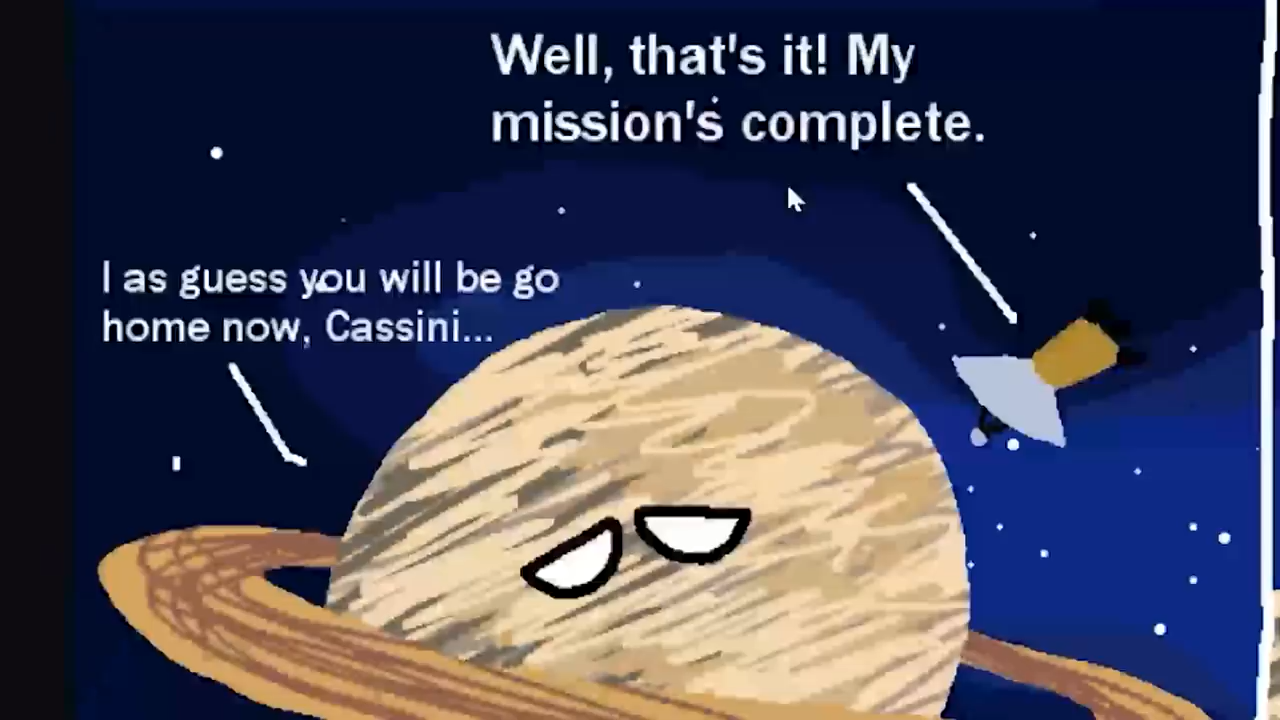 Well, that's it! My
mission's complete.
I as guess you will be go
home now, Cassini...